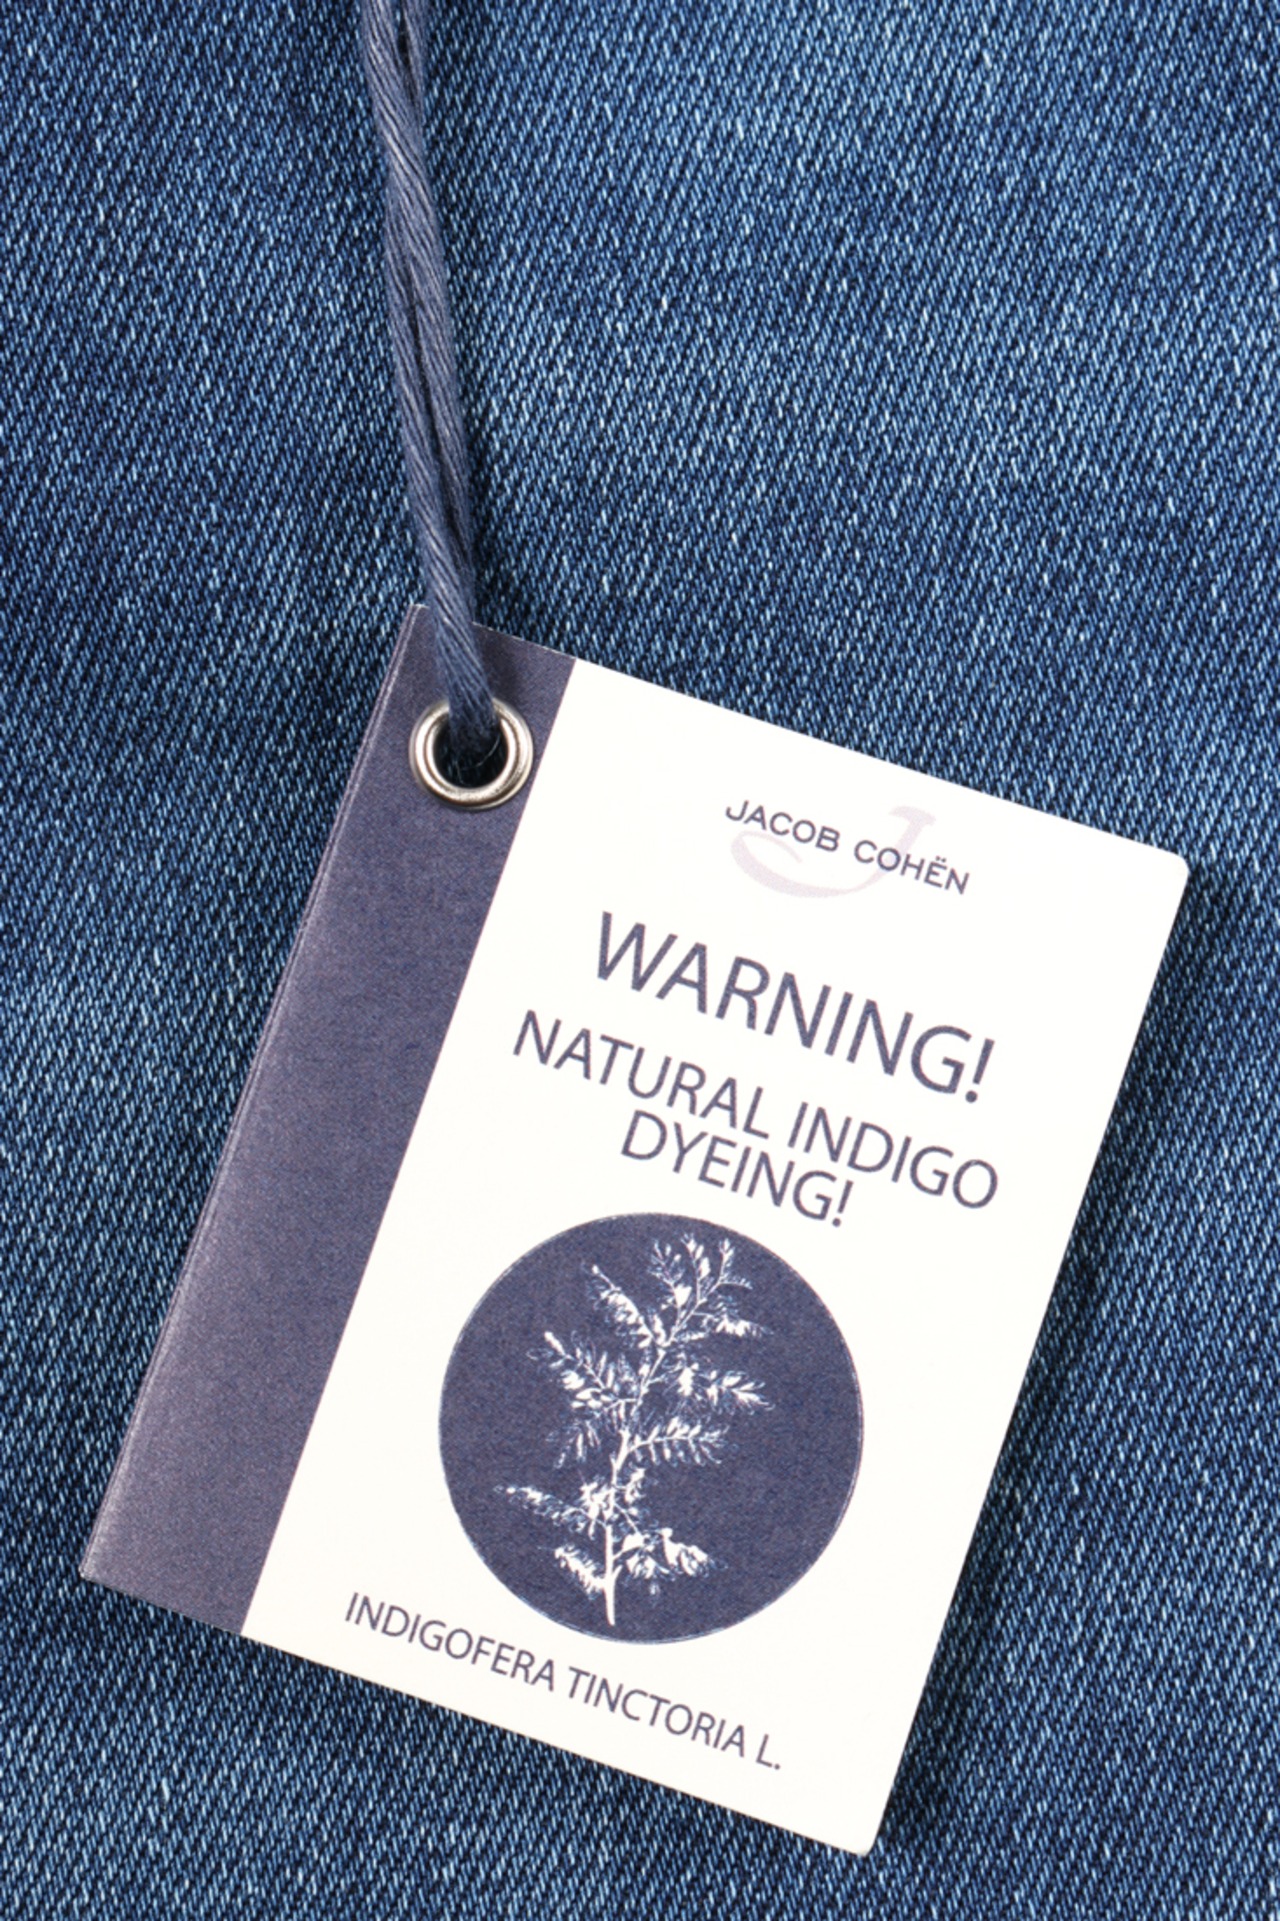 JACOB COHËN
WARNING!
NATURAL INDIGO
DYEING!
INDIGOFERA TINCTORIA L.